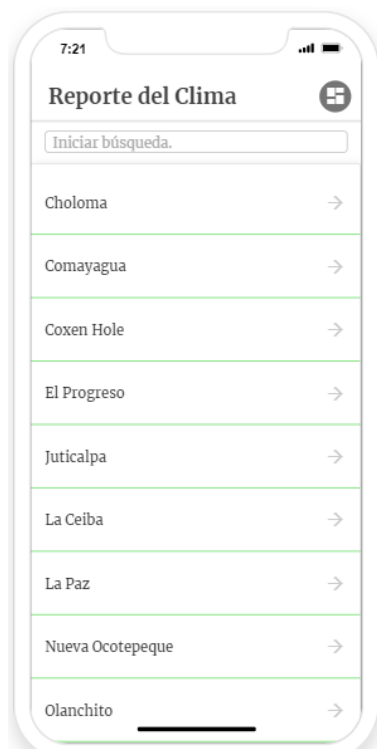 7:21
Reporte del Clima
Iniciar búsqueda.
Choloma
Comayagua
Coxen Hole
El Progreso
Juticalpa
La Ceiba
La Paz
Nueva Ocotepeque
Olanchito